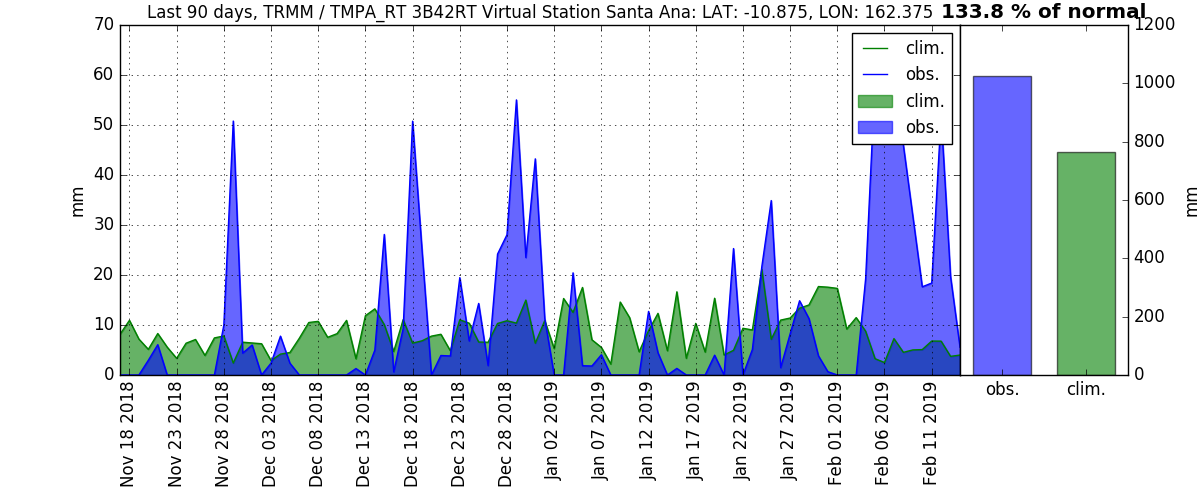 Last 90 days, TRMM / TMPA_RT 3B42RT Virtual Station Santa Ana: LAT: -10.875, LON: 162.375 133.8 % of normal
70
60
50
40
30
20
10
0
mm
clim.
obs.
clim.
obs.
1200
1000
800
600
400
200
0
mm
obs. clim.
Nov 18 2018
Nov 23 2018
Nov 28 2018
Dec 03 2018
Dec 08 2018
Dec 13 2018
Dec 18 2018
Dec 23 2018
Dec 28 2018
Jan 02 2019
Jan 07 2019
Jan 12 2019
Jan 17 2019
Jan 22 2019
Jan 27 2019
Feb 01 2019
Feb 06 2019
Feb 11 2019